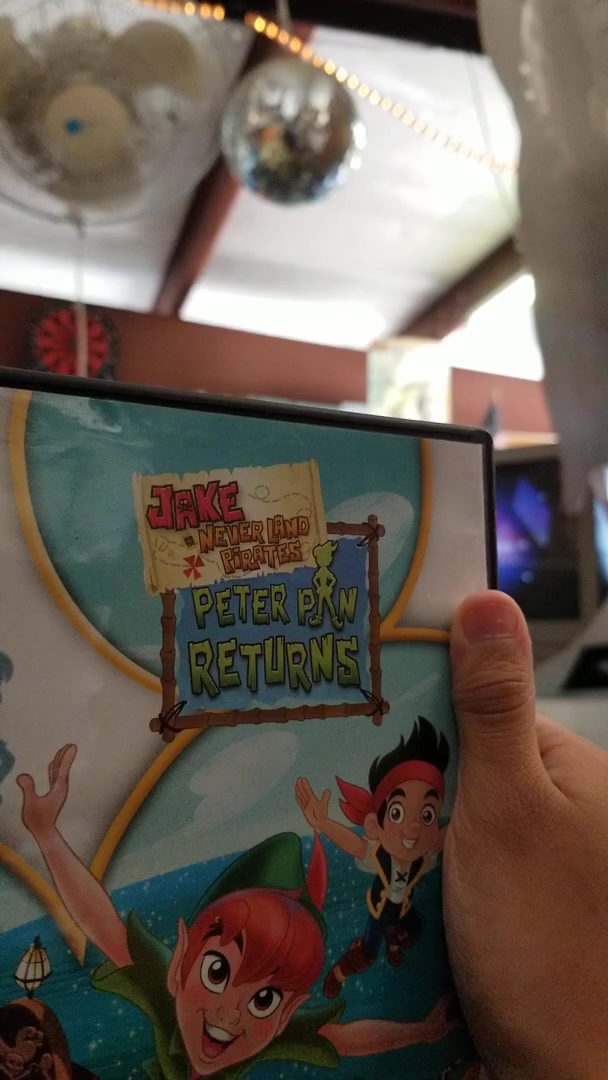 JAKE
AND THE
NEVER LAND
PIRATES
PETER PAN
RETURNS